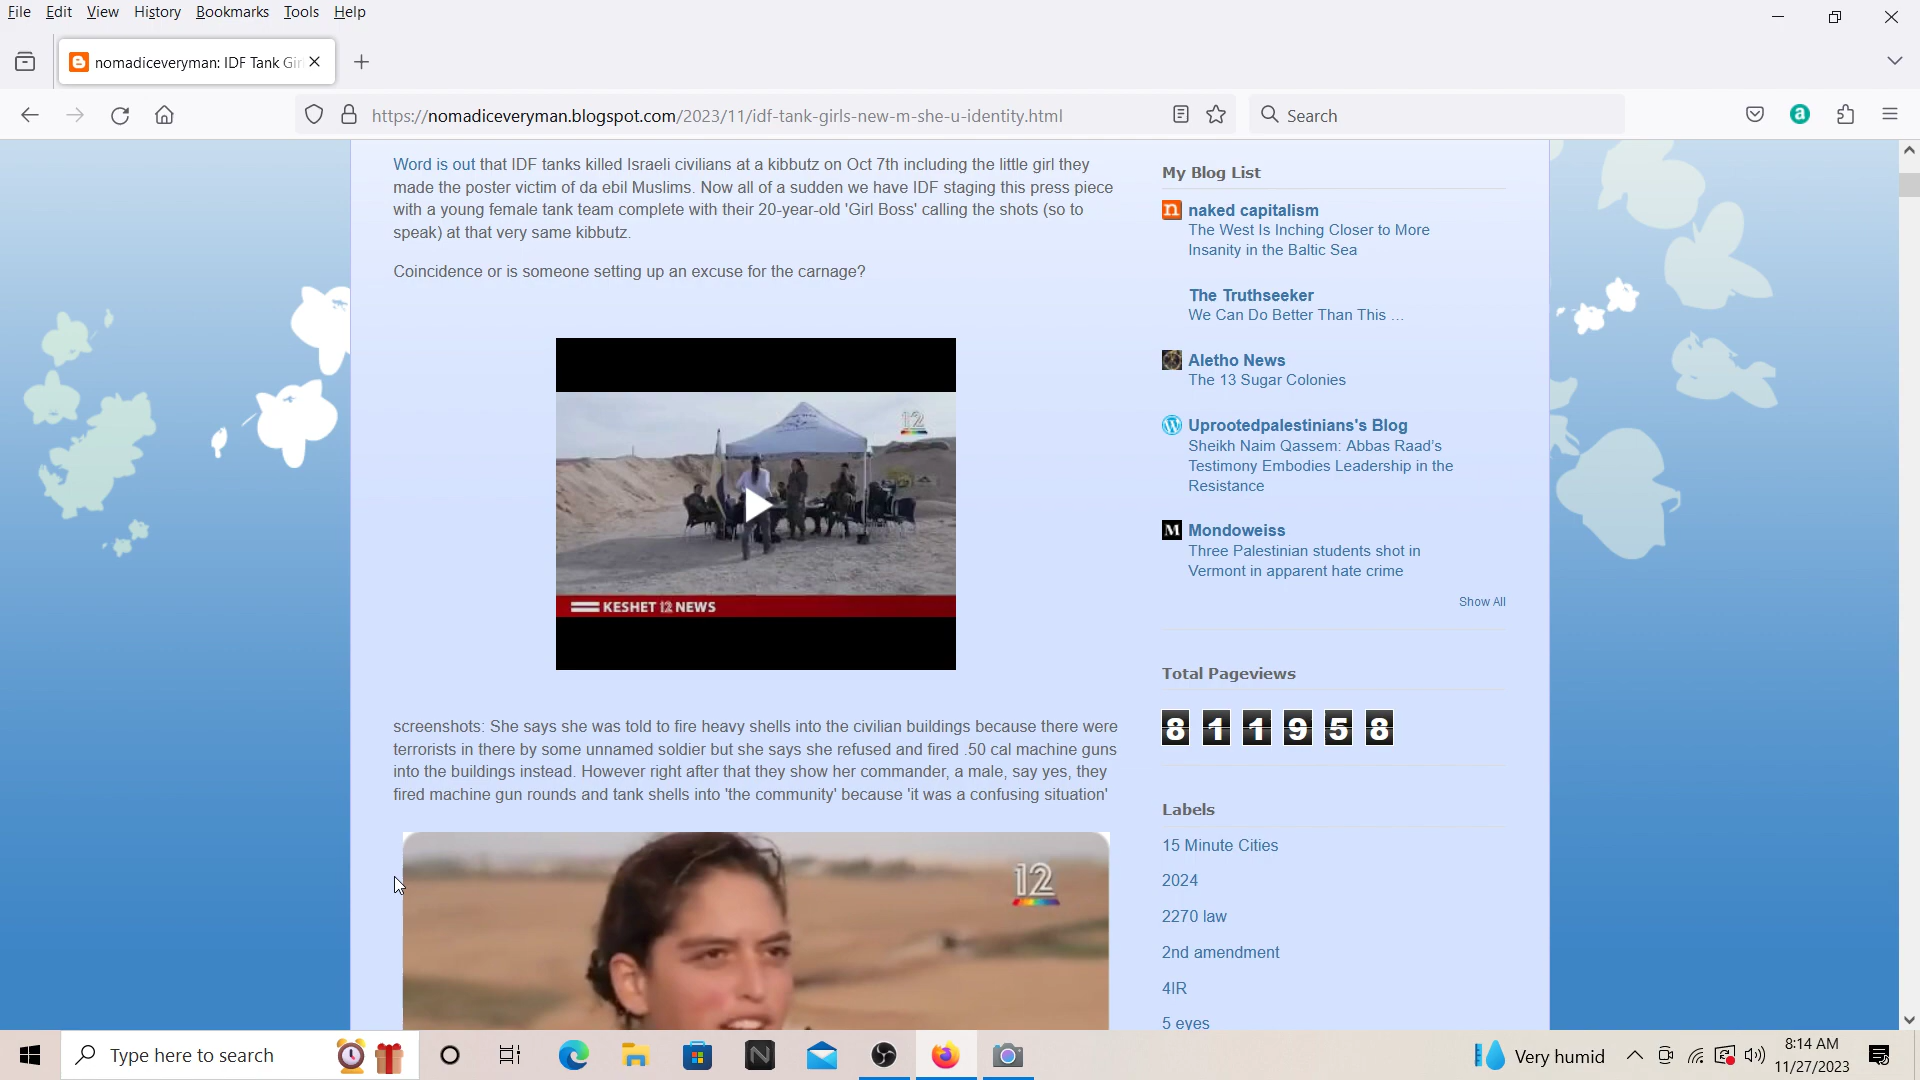 File Edit View History Bookmarks Tools Help
nomadiceveryman: IDF Tank Gir
https://nomadiceveryman.blogspot.com/2023/11/idf-tank-girls-new-m-she-u-identity.html
Search
Word is out that IDF tanks killed Israeli civilians at a kibbutz on Oct 7th including the little girl they
made the poster victim of da ebil Muslims. Now all of a sudden we have IDF staging this press piece
with a young female tank team complete with their 20-year-old 'Girl Boss' calling the shots (so to
speak) at that very same kibbutz.
Coincidence or is someone setting up an excuse for the carnage?
12
KESHET 12 NEWS
screenshots: She says she was told to fire heavy shells into the civilian buildings because there were
terrorists in there by some unnamed soldier but she says she refused and fired .50 cal machine guns
into the buildings instead. However right after that they show her commander, a male, say yes, they
fired machine gun rounds and tank shells into 'the community' because 'it was a confusing situation'
12
My Blog List
naked capitalism
The West Is Inching Closer to More
Insanity in the Baltic Sea
The Truthseeker
We Can Do Better Than This ...
Aletho News
The 13 Sugar Colonies
Uprootedpalestinians's Blog
Sheikh Naim Qassem: Abbas Raad's
Testimony Embodies Leadership in the
Resistance
M Mondoweiss
Three Palestinian students shot in
Vermont in apparent hate crime
Show All
Total Pageviews
8 1 1 9 5 8
Labels
15 Minute Cities
2024
2270 law
2nd amendment
4IR
5 eyes
Type here to search
Very humid
8:14 AM
11/27/2023